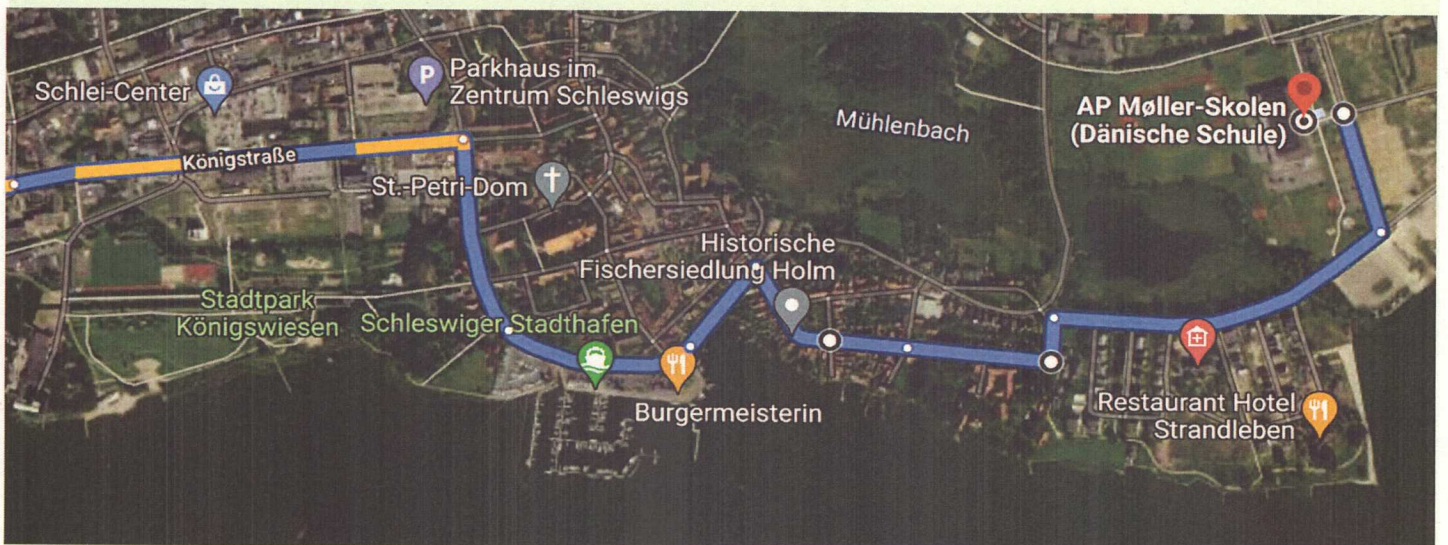 Schlei-Center
P
Parkhaus im
Zentrum Schleswigs
Königstraße
St.-Petri-Dom
Mühlenbach
AP Møller-Skolen
(Dänische Schule)
Historische
Fischersiedlung Holm
Stadtpark
Königswiesen
Schleswiger Stadthafen
Burgermeisterin
Restaurant Hotel
Strandleben